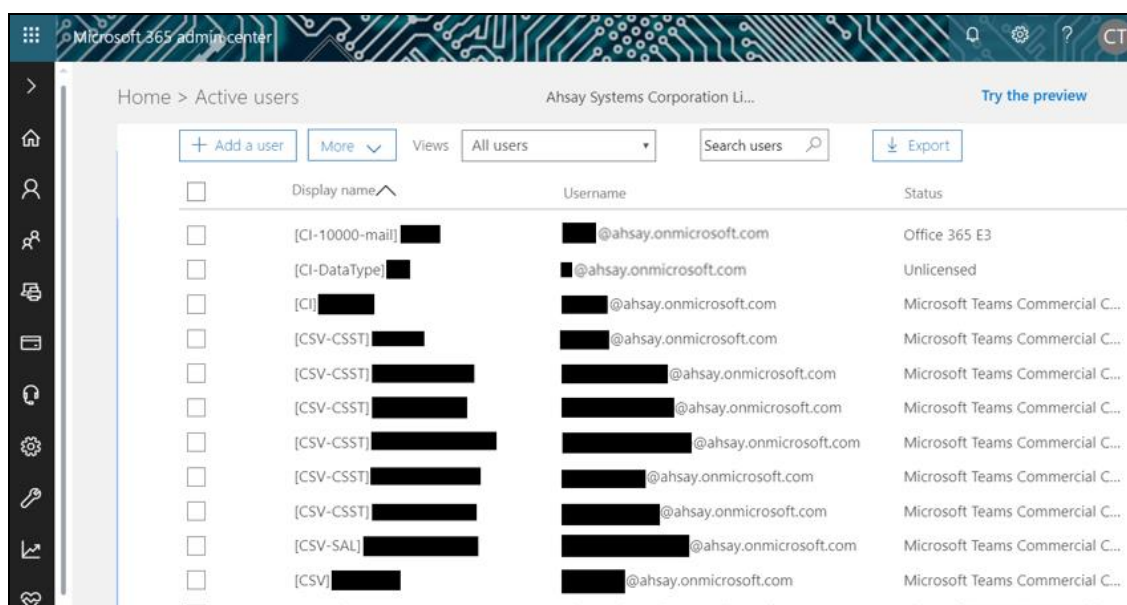 Microsoft 365 admin center
CT
Home > Active users
Ahsay Systems Corporation Li...
Try the preview
+ Add a user
More
Views
All users
Search users
Export
Display name
Username
Status
[CI-10000-mail] @ahsay.onmicrosoft.com Office 365 E3
[CI-DataType] @ahsay.onmicrosoft.com Unlicensed
[CI] @ahsay.onmicrosoft.com Microsoft Teams Commercial C...
[CSV-CSST] @ahsay.onmicrosoft.com Microsoft Teams Commercial C...
[CSV-CSST] @ahsay.onmicrosoft.com Microsoft Teams Commercial C...
[CSV-CSST] @ahsay.onmicrosoft.com Microsoft Teams Commercial C...
[CSV-CSST] @ahsay.onmicrosoft.com Microsoft Teams Commercial C...
[CSV-CSST] @ahsay.onmicrosoft.com Microsoft Teams Commercial C...
[CSV-CSST] @ahsay.onmicrosoft.com Microsoft Teams Commercial C...
[CSV-SAL] @ahsay.onmicrosoft.com Microsoft Teams Commercial C...
[CSV] @ahsay.onmicrosoft.com Microsoft Teams Commercial C...